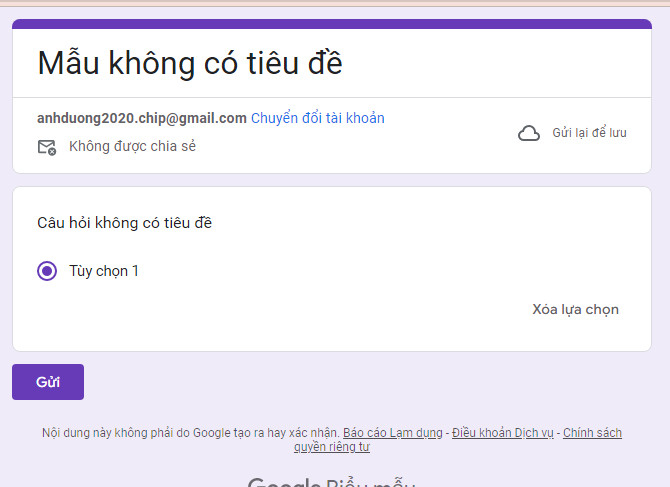 Mẫu không có tiêu đề
anhduong2020.chip@gmail.com Chuyển đổi tài khoản
Không được chia sẻ
Gửi lại để lưu
Câu hỏi không có tiêu đề
Tùy chọn 1
Xóa lựa chọn
Gửi
Nội dung này không phải do Google tạo ra hay xác nhận. Báo cáo Lạm dụng - Điều khoản Dịch vụ - Chính sách
quyền riêng tư
Google Biểu mẫu